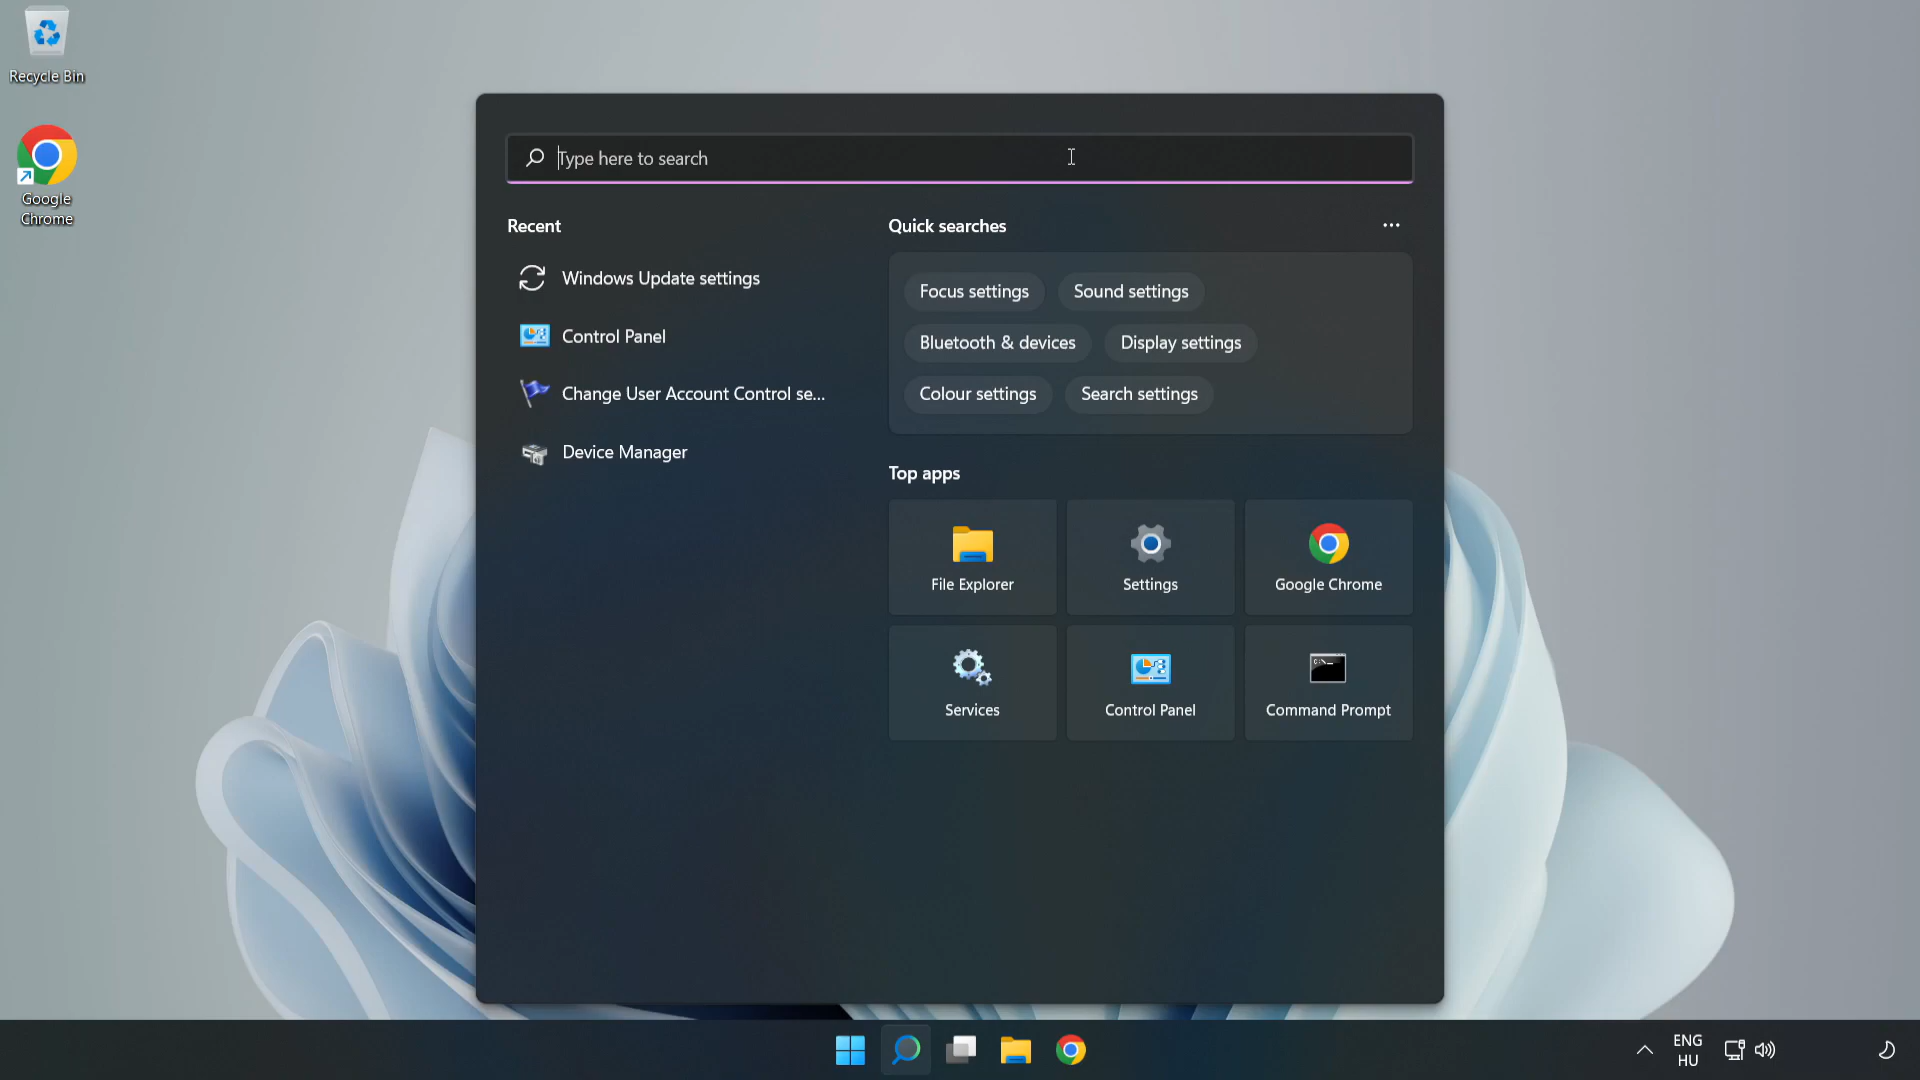 Recycle Bin
Google
Chrome
Type here to search
Recent
Windows Update settings
Control Panel
Change User Account Control se...
Device Manager
Quick searches
Focus settings
Sound settings
Bluetooth & devices
Display settings
Colour settings
Search settings
Top apps
File Explorer
Settings
Google Chrome
Services
Control Panel
C:\_
Command Prompt
ENG
HU